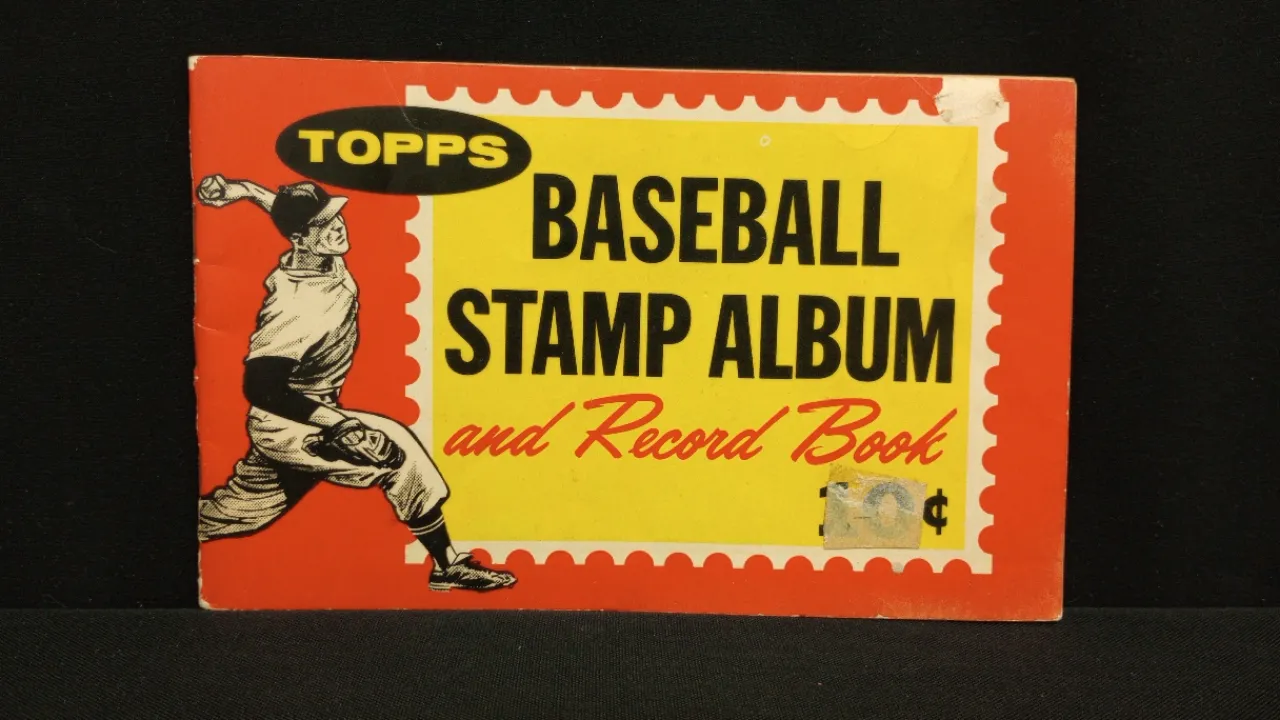 TOPPS
BASEBALL
STAMP ALBUM
and Record Book
¢